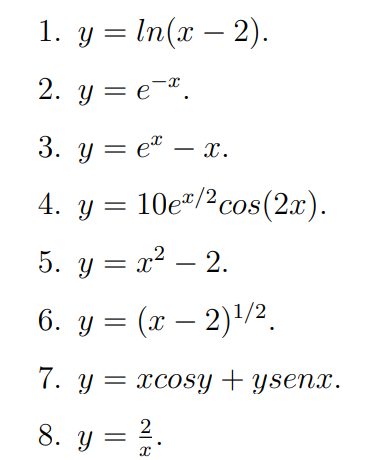 1. y = ln(x − 2).
2. y = e^{−x}.
3. y = e^x − x.
4. y = 10e^{x/2}cos(2x).
5. y = x^2 − 2.
6. y = (x − 2)^{1/2}.
7. y = xcosy + ysenx.
8. y = \frac{2}{x}.